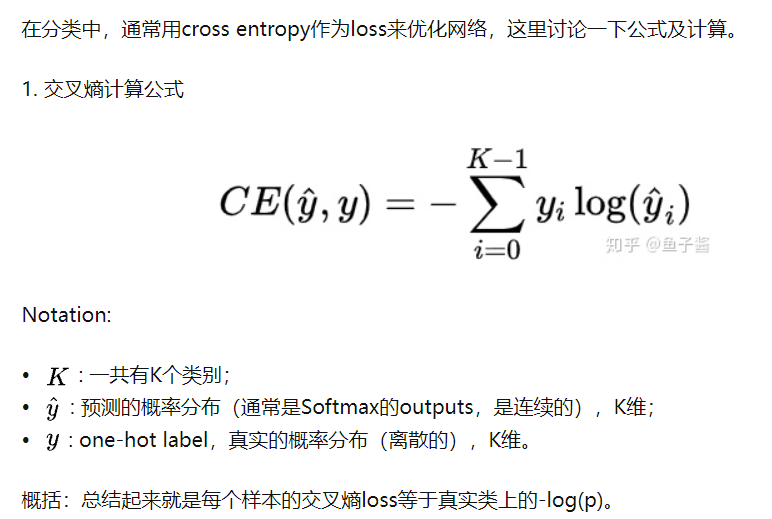 在分类中，通常用cross entropy作为loss来优化网络，这里讨论一下公式及计算。
1. 交叉熵计算公式
$CE(\hat{y}, y) = -\sum_{i=0}^{K-1} y_i \log(\hat{y}_i)$
知乎 @鱼子酱
Notation:
• $K$ : 一共有K个类别；
• $\hat{y}$ : 预测的概率分布（通常是Softmax的outputs，是连续的），K维；
• $y$ : one-hot label，真实的概率分布（离散的），K维。
概括：总结起来就是每个样本的交叉熵loss等于真实类上的-log(p)。